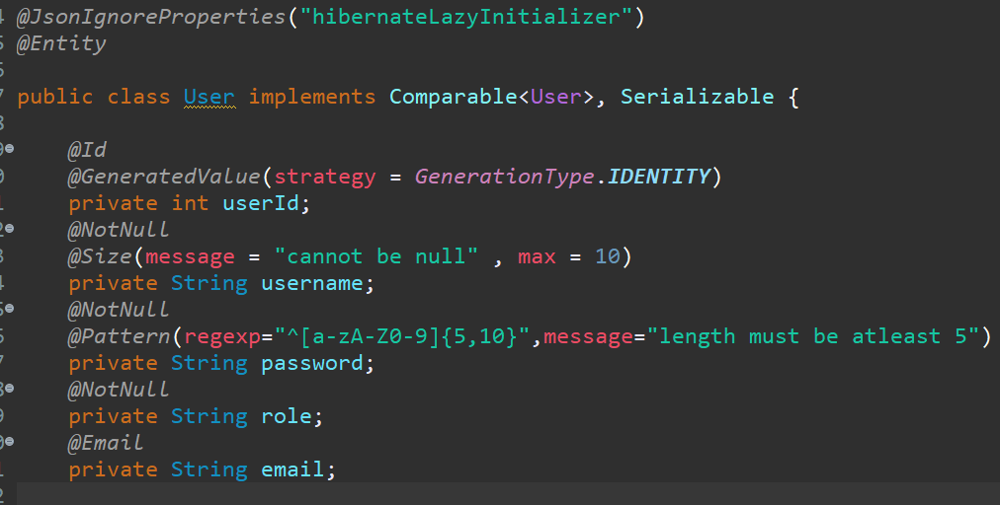 @JsonIgnoreProperties("hibernateLazyInitializer")
@Entity
public class User implements Comparable<User>, Serializable {
@Id
@GeneratedValue(strategy = GenerationType.IDENTITY)
private int userId;
@NotNull
@Size(message = "cannot be null" , max = 10)
private String username;
@NotNull
@Pattern(regexp="^[a-zA-Z0-9]{5,10}",message="length must be atleast 5")
private String password;
@NotNull
private String role;
@Email
private String email;